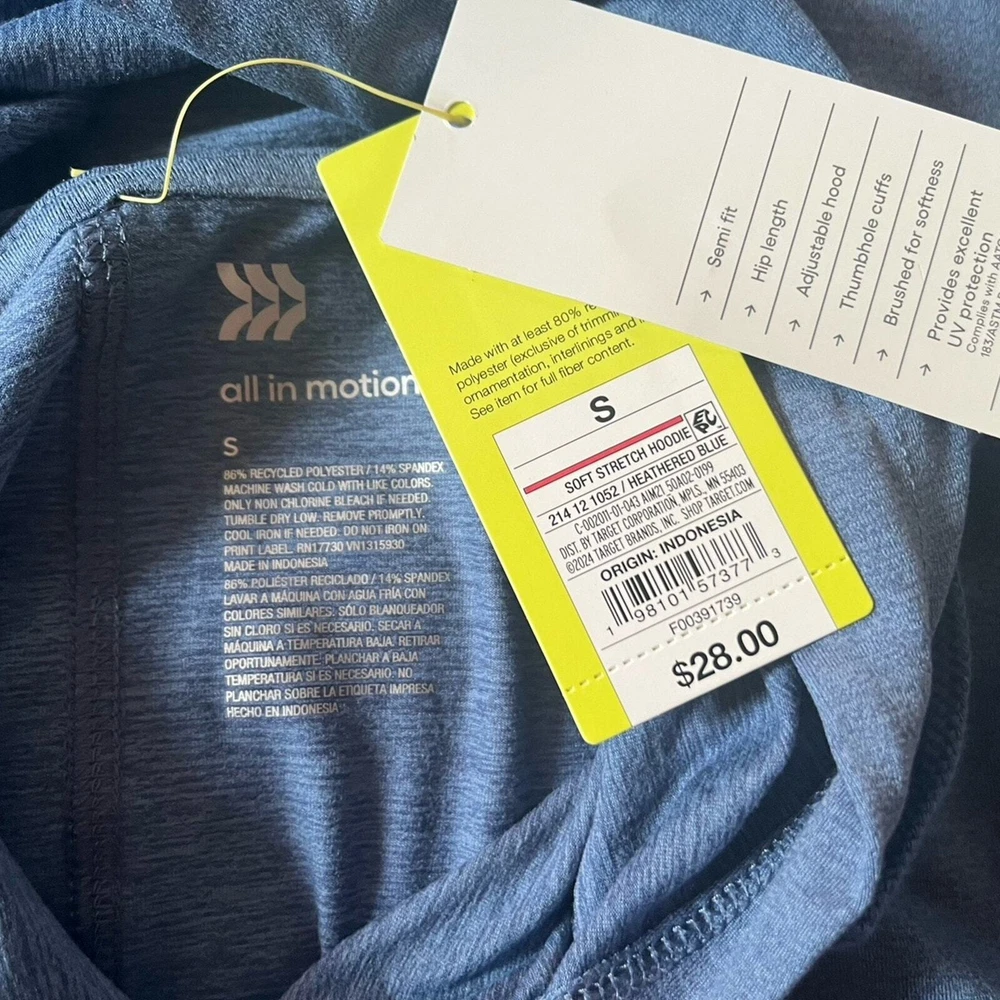 Semi fit
Hip length
Adjustable hood
Thumbhole cuffs
Brushed for softness
Provides excellent
UV protection
Complies with
Made with at least 80%
polyester (exclusive of
ornamentation, interlinings and
See item for full fiber content.
S
SOFT STRETCH HOODIE
214 12 1052 / HEATHERED BLUE
C-002011-01-043 A1MZ1 50A02-0199
DIST. BY TARGET CORPORATION, MPLS, MN 55403
©2024 TARGET BRANDS, INC. SHOP TARGET.COM
ORIGIN: INDONESIA
1 98101 57377 3
F00391739
$28.00
all in motion
S
86% RECYCLED POLYESTER / 14% SPANDEX
MACHINE WASH COLD WITH LIKE COLORS.
ONLY NON CHLORINE BLEACH IF NEEDED.
TUMBLE DRY LOW. REMOVE PROMPTLY.
COOL IRON IF NEEDED. DO NOT IRON ON
PRINT LABEL. RN17730 VN1315930
MADE IN INDONESIA
86% POLIÉSTER RECICLADO / 14% SPANDEX
LAVAR A MÁQUINA CON AGUA FRÍA CON
COLORES SIMILARES. SÓLO BLANQUEADOR
SIN CLORO SI ES NECESARIO. SECAR A
MÁQUINA A TEMPERATURA BAJA. RETIRAR
OPORTUNAMENTE. PLANCHAR A BAJA
TEMPERATURA SI ES NECESARIO. NO
PLANCHAR SOBRE LA ETIQUETA IMPRESA
HECHO EN INDONESIA